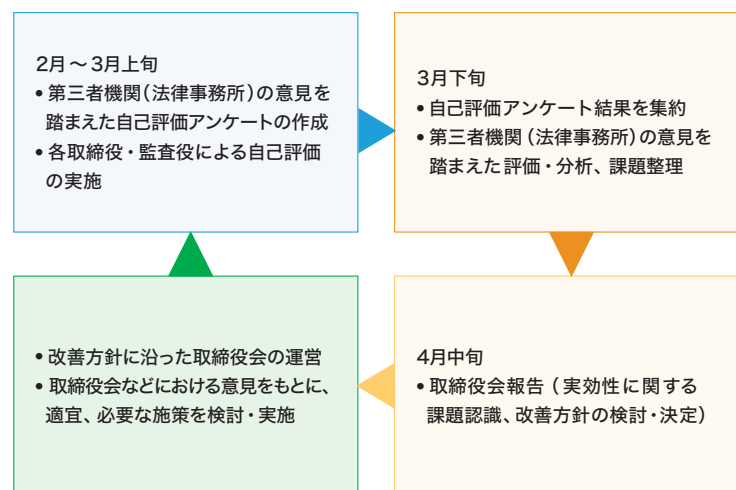 2月～3月上旬
• 第三者機関（法律事務所）の意見を
踏まえた自己評価アンケートの作成
• 各取締役・監査役による自己評価
の実施
3月下旬
• 自己評価アンケート結果を集約
• 第三者機関（法律事務所）の意見を
踏まえた評価・分析、課題整理
4月中旬
• 取締役会報告（実効性に関する
課題認識、改善方針の検討・決定）
• 改善方針に沿った取締役会の運営
• 取締役会などにおける意見をもとに、
適宜、必要な施策を検討・実施